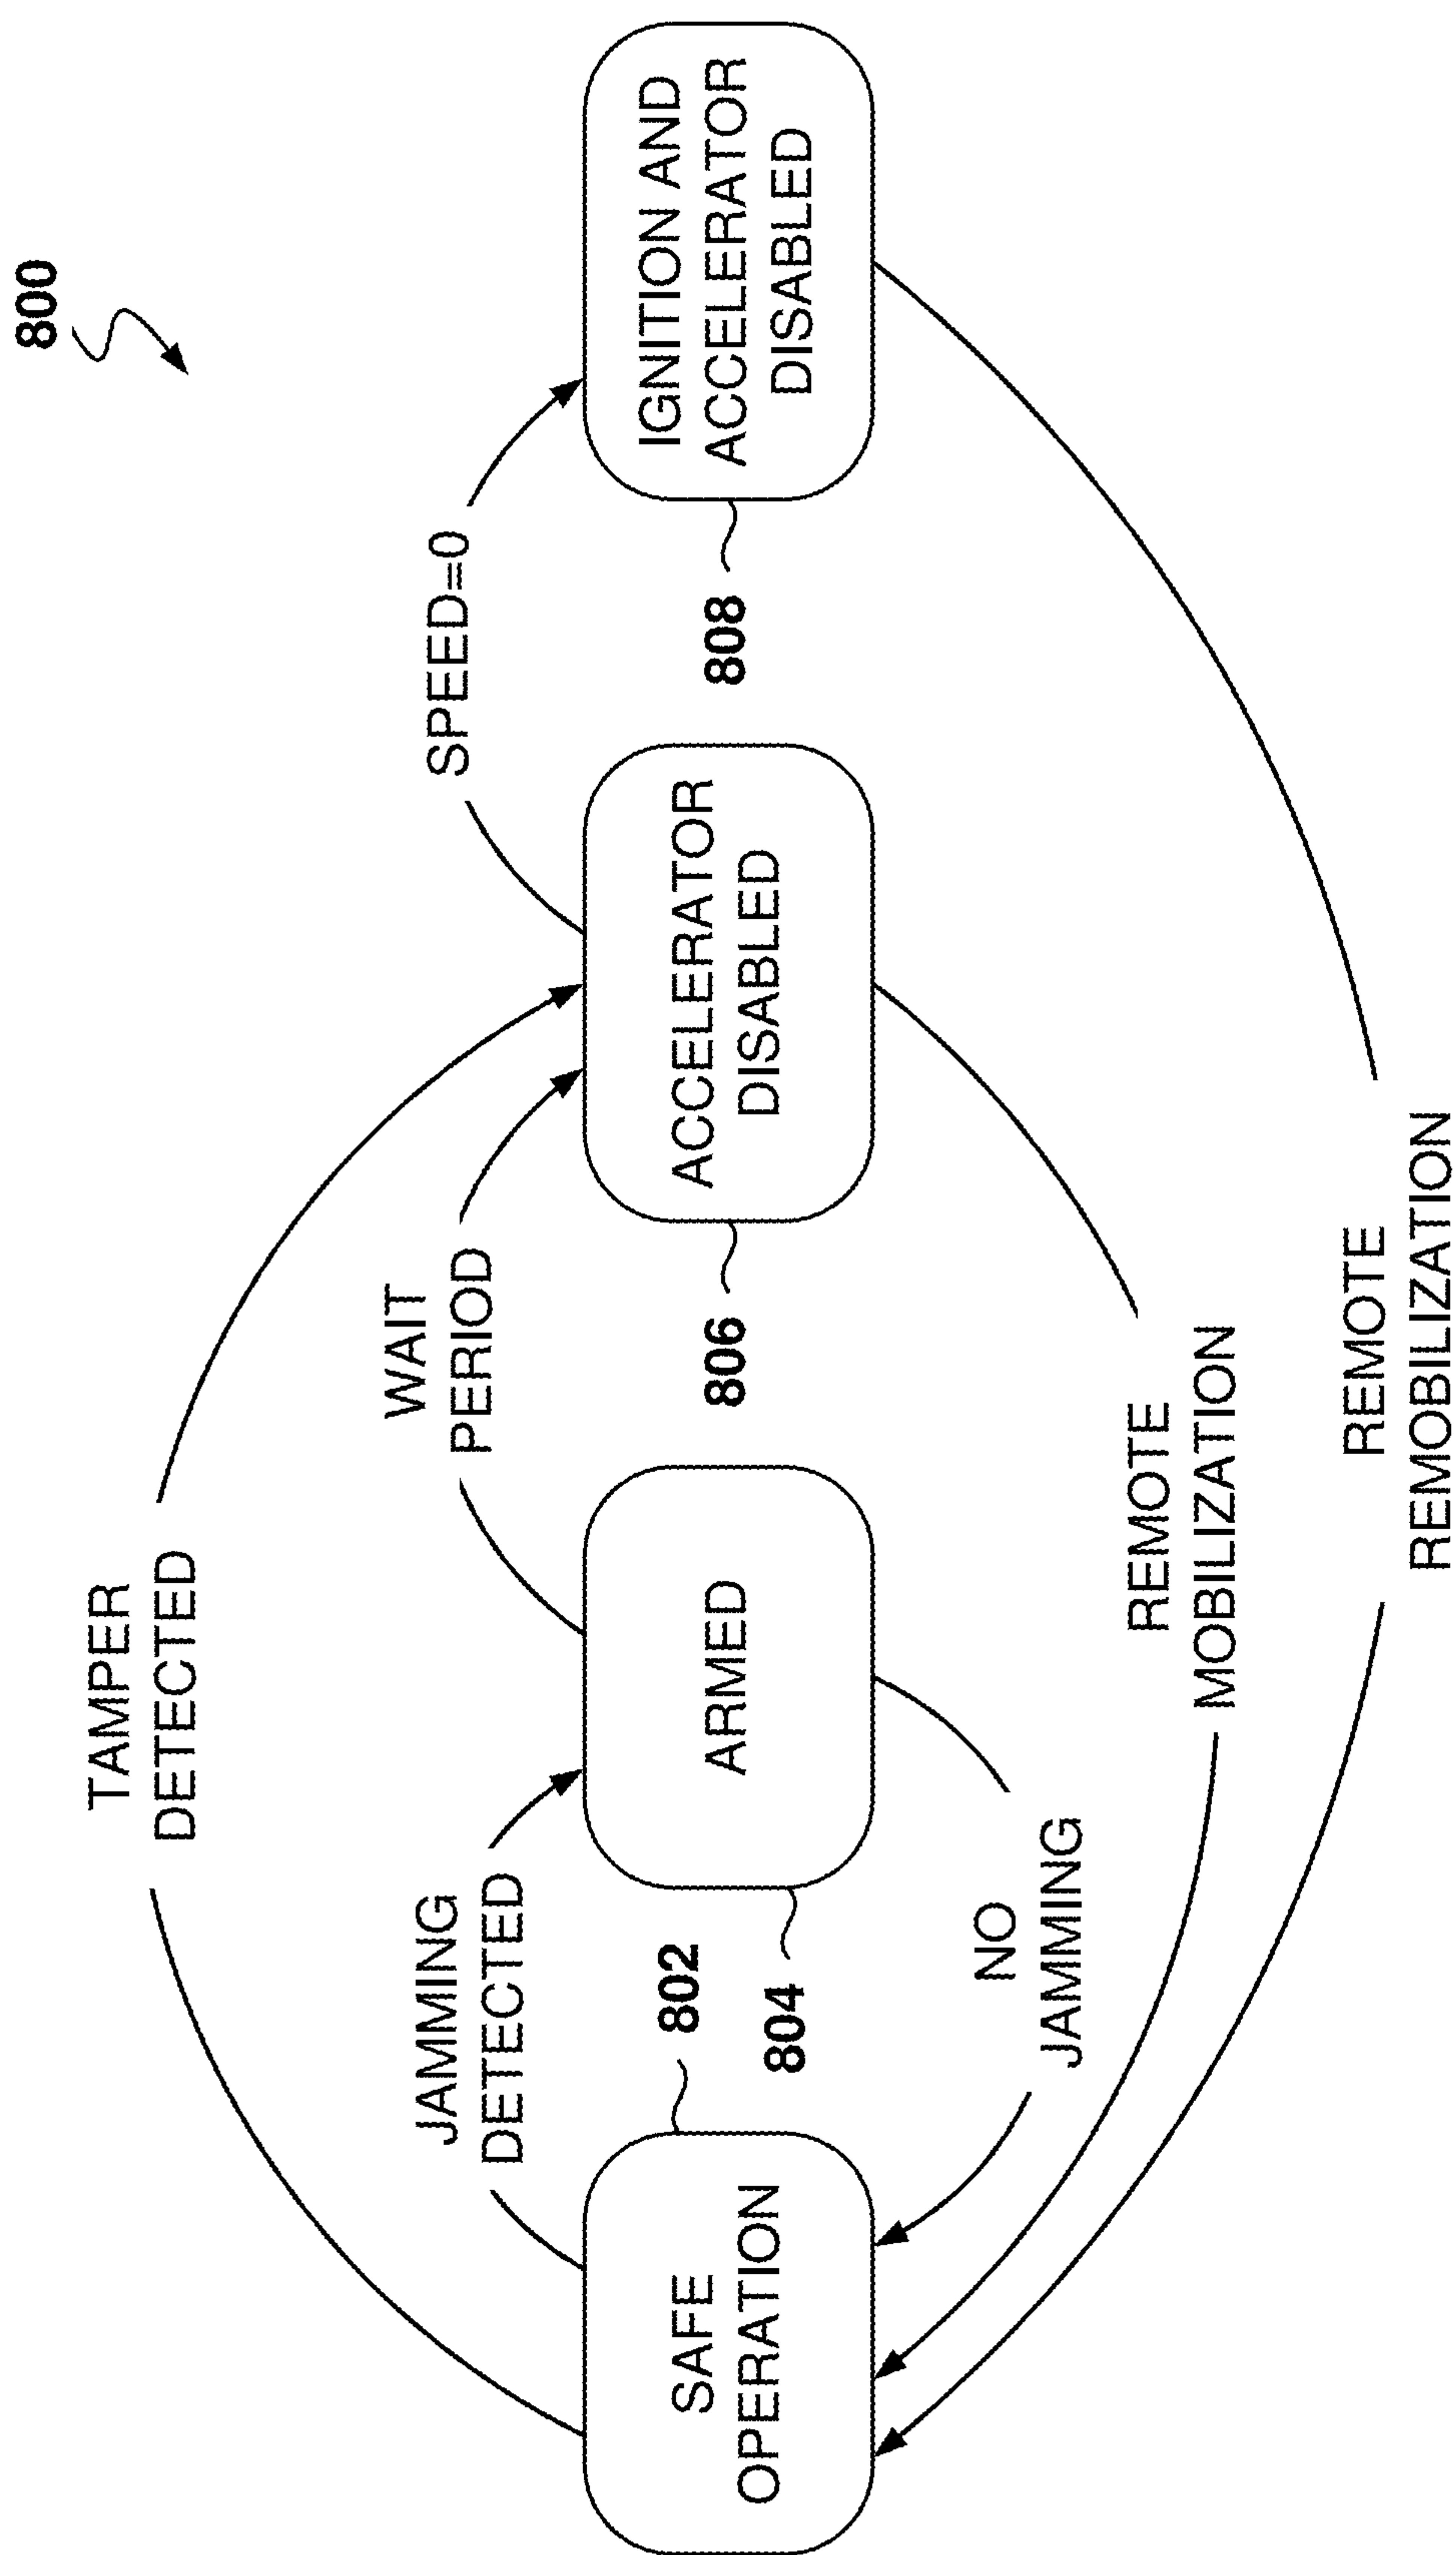 800
TAMPER
DETECTED
WAIT
PERIOD
SPEED=0
JAMMING
DETECTED
802
SAFE
OPERATION
804
ARMED
806
ACCELERATOR
DISABLED
808
IGNITION AND
ACCELERATOR
DISABLED
NO
JAMMING
REMOTE
MOBILIZATION
REMOTE
REMOBILIZATION